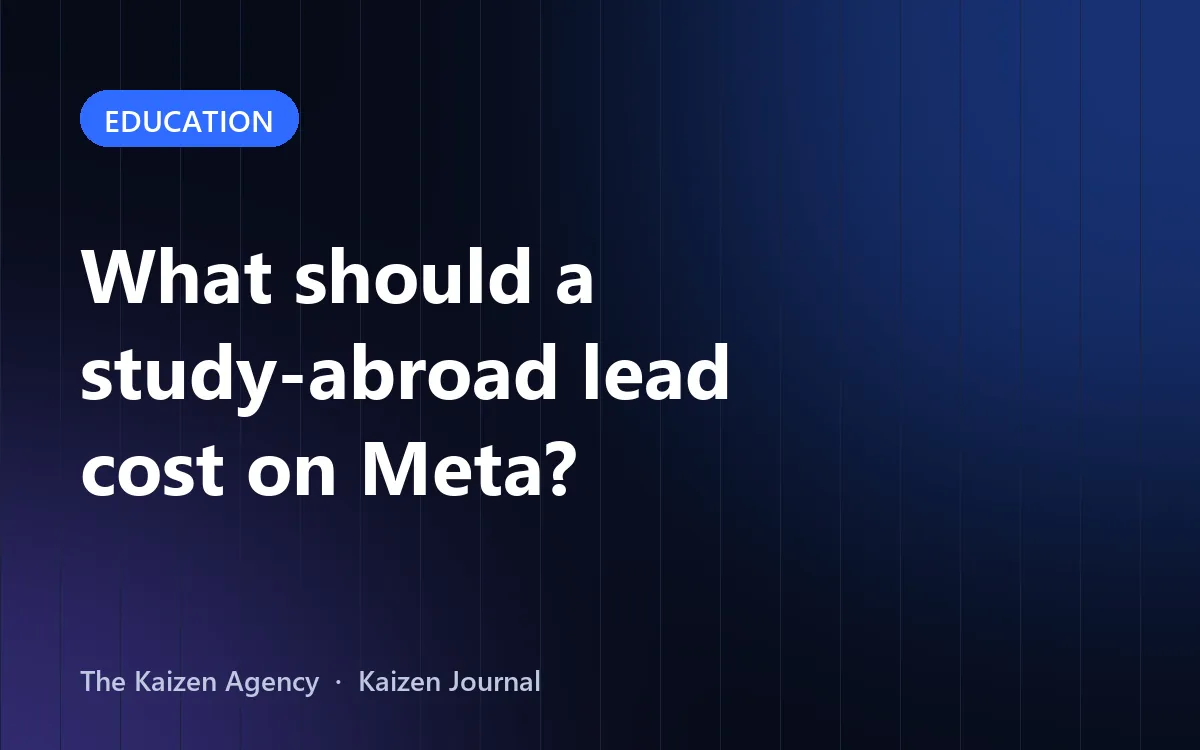 EDUCATION
What should a
study-abroad lead
cost on Meta?
The Kaizen Agency · Kaizen Journal